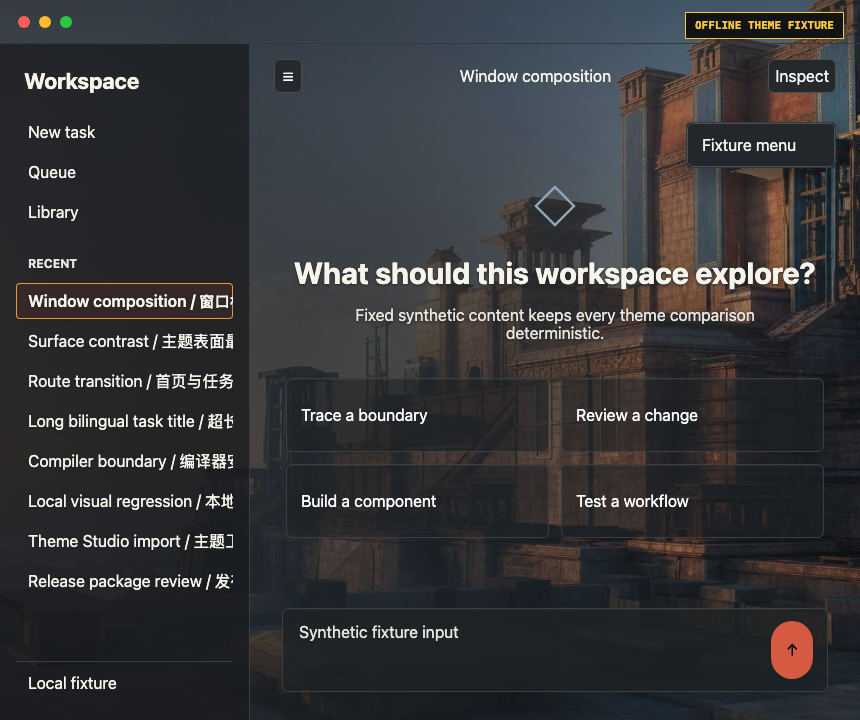 OFFLINE THEME FIXTURE
Workspace
New task
Queue
Library
RECENT
Window composition / 窗口
Surface contrast / 主题表面
Route transition / 首页与任务
Long bilingual task title / 超
Compiler boundary / 编译器
Local visual regression / 本地
Theme Studio import / 主题
Release package review / 发
Local fixture
Window composition
Inspect
Fixture menu
What should this workspace explore?
Fixed synthetic content keeps every theme comparison
deterministic.
Trace a boundary
Review a change
Build a component
Test a workflow
Synthetic fixture input